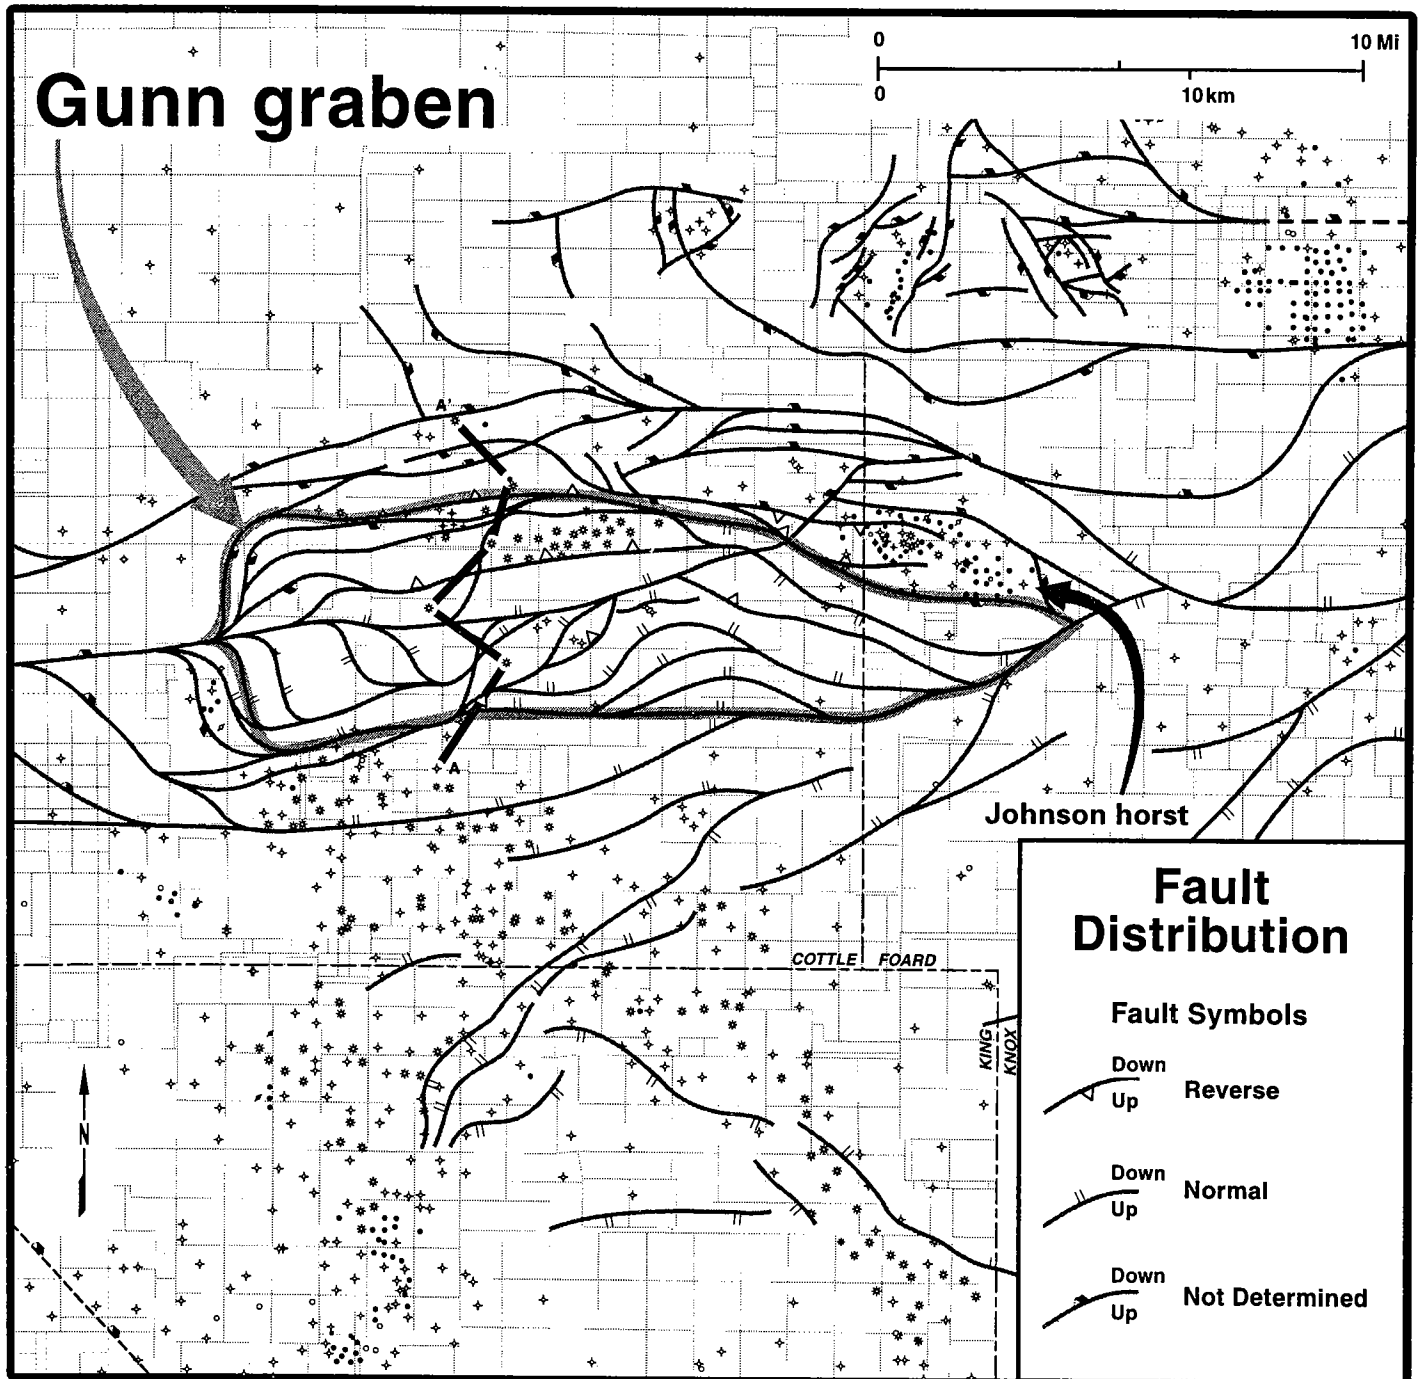 0 10 Mi
0 10 km
Gunn graben
A'
A
Johnson horst
COTTLE FOARD
KING
KNOX
N
Fault
Distribution
Fault Symbols
Down
Up
Reverse
Down
Up
Normal
Down
Up
Not Determined